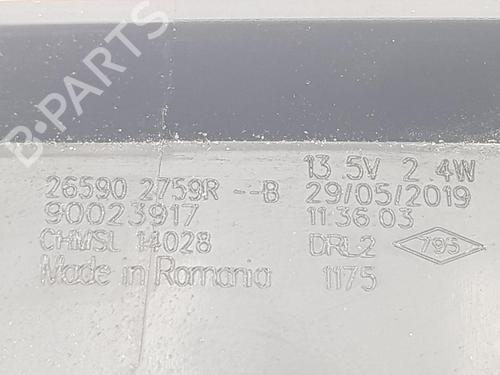 B-PARTS
13.5V 2.4W
26590 2759R --B 29/05/2019
90023917 11:36:03
CHMSL 14028 DRL2 795
Made in Romania 1175